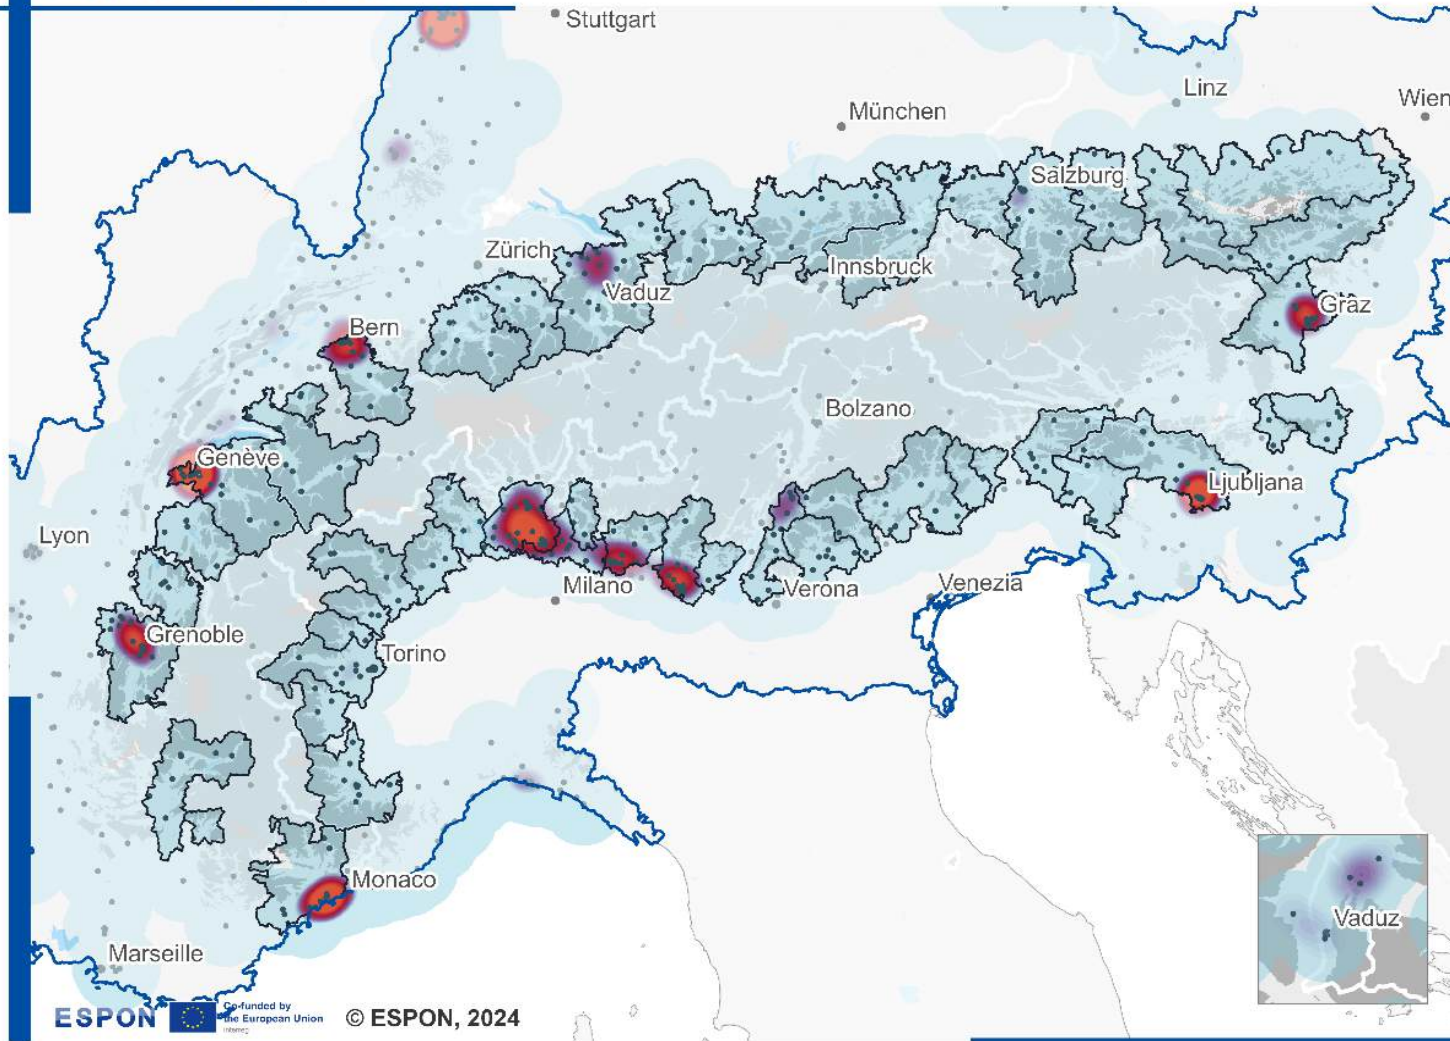 Stuttgart
Linz
Wien
München
Salzburg
Zürich
Innsbruck
Vaduz
Graz
Bern
Bolzano
Genève
Ljubljana
Lyon
Milano
Verona
Venezia
Grenoble
Torino
Monaco
Vaduz
Marseille
ESPON
Co-funded by
the European Union
Interreg
© ESPON, 2024